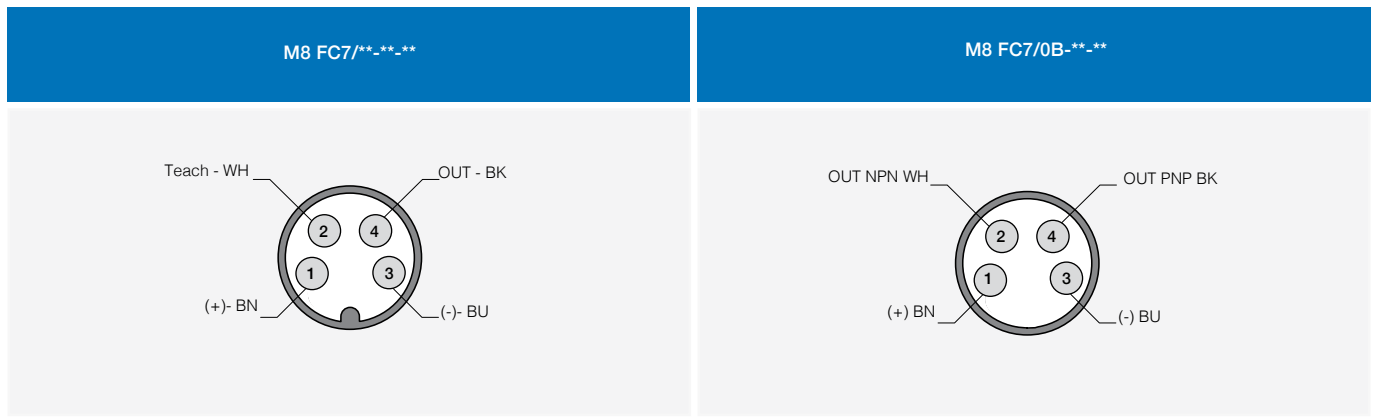 M8 FC7/**-**-**
Teach - WH
OUT - BK
2
4
1
3
(+)- BN
(-)- BU
M8 FC7/0B-**-**
OUT NPN WH
OUT PNP BK
2
4
1
3
(+) BN
(-) BU